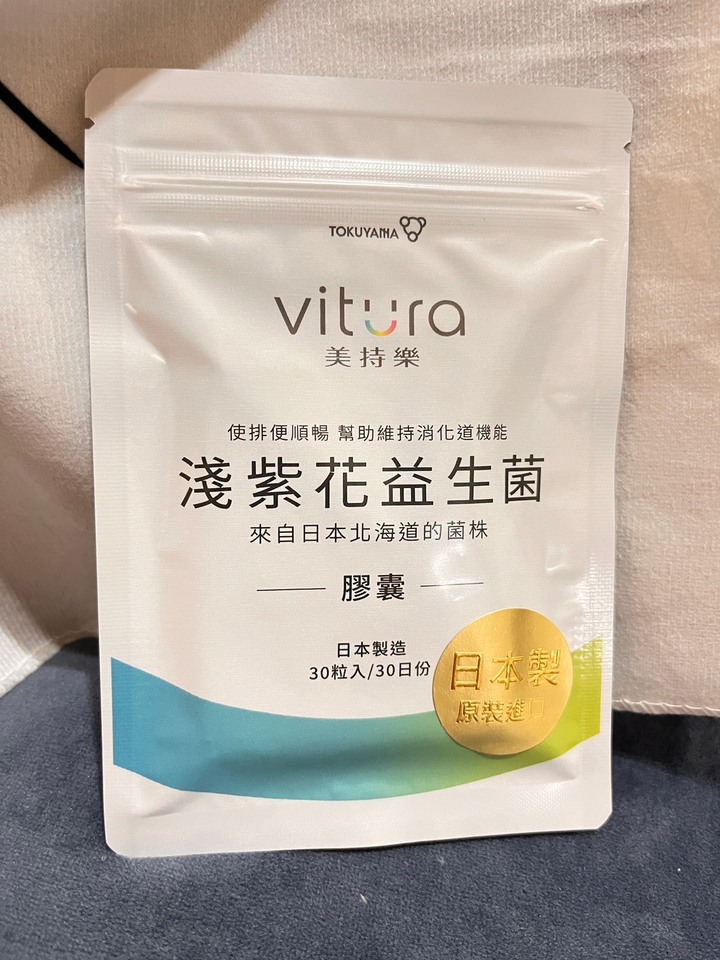 TOKUYAMA
vitura
美持樂
使排便順暢 幫助維持消化道機能
淺紫花益生菌
來自日本北海道的菌株
膠囊
日本製造
30粒入/30日份
日本製
原裝進口